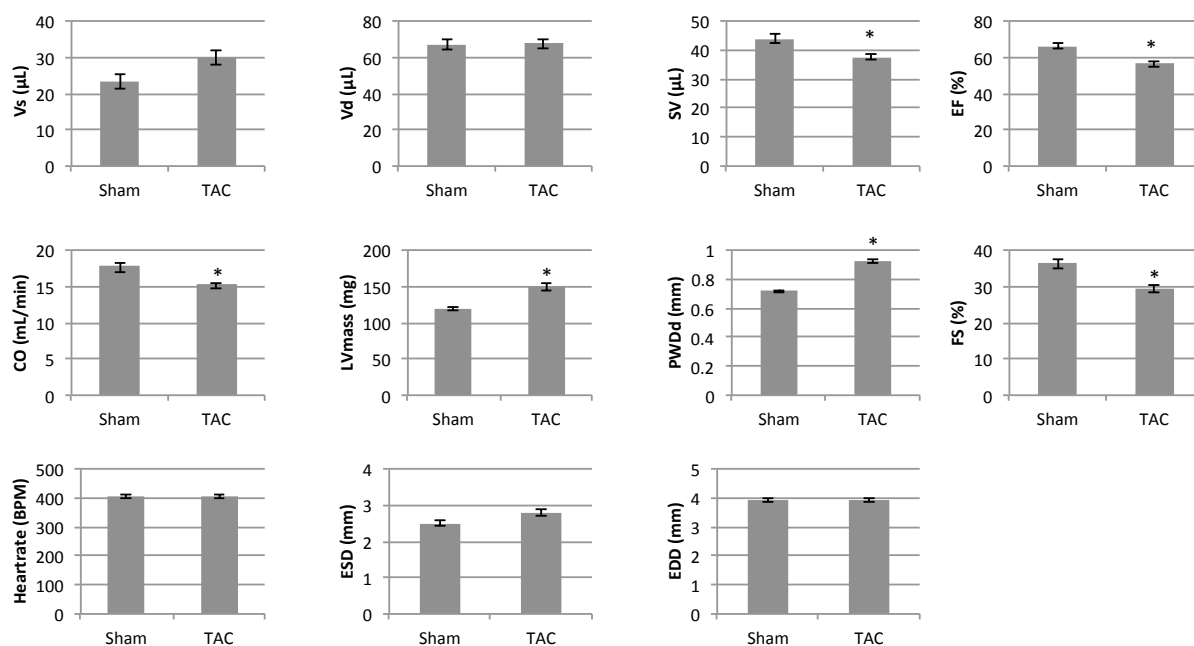 Vs (µL)
40
30
20
10
0
Sham TAC
Vd (µL)
80
60
40
20
0
Sham TAC
SV (µL)
50
40
30
20
10
0
*
Sham TAC
EF (%)
80
60
40
20
0
*
Sham TAC
CO (mL/min)
20
15
10
5
0
*
Sham TAC
LVmass (mg)
200
150
100
50
0
*
Sham TAC
PWDd (mm)
1
0.8
0.6
0.4
0.2
0
*
Sham TAC
FS (%)
40
30
20
10
0
*
Sham TAC
Heartrate (BPM)
500
400
300
200
100
0
Sham TAC
ESD (mm)
4
3
2
1
0
Sham TAC
EDD (mm)
5
4
3
2
1
0
Sham TAC